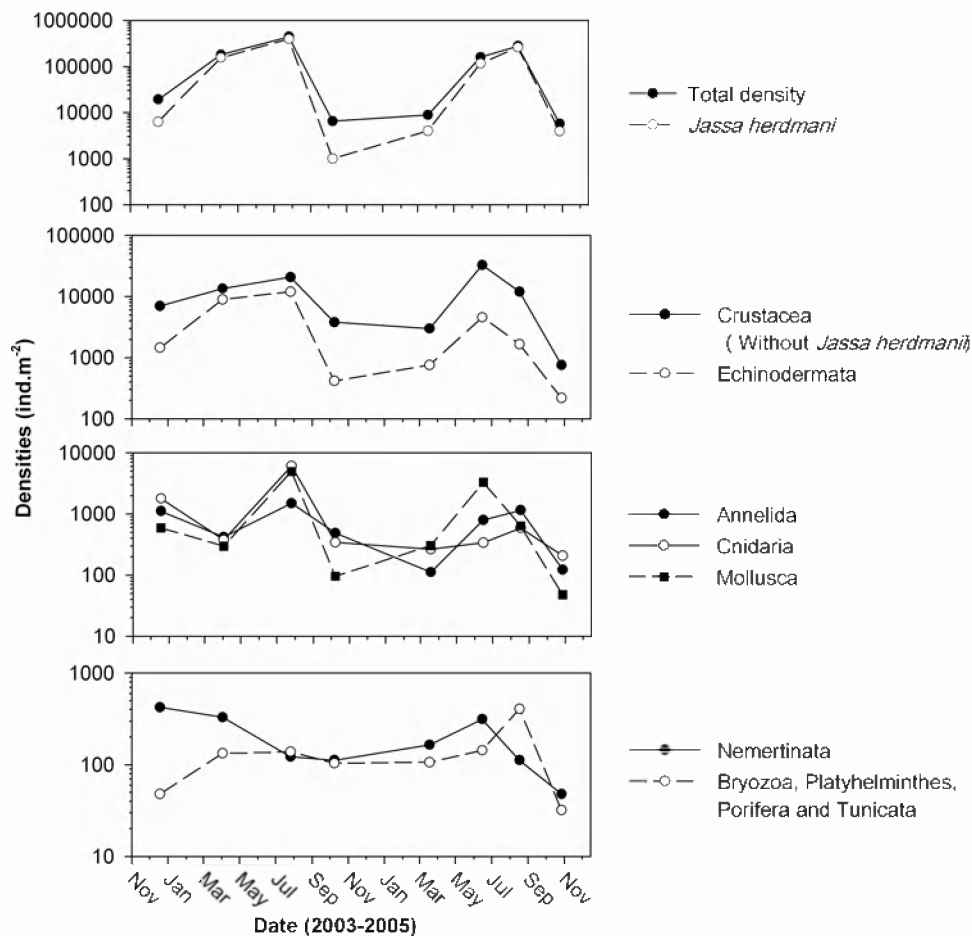 1000000
100000
10000
1000
100
Total density
Jassa herdmani
100000
10000
1000
100
Crustacea
( Without Jassa herdmanii)
Echinodermata
Densities (ind.m-2)
10000
1000
100
10
Annelida
Cnidaria
Mollusca
1000
100
10
Nemertinata
Bryozoa, Platyhelminthes,
Porifera and Tunicata
Nov Jan Mar May Jul Sep Nov Jan Mar May Jul Sep Nov
Date (2003-2005)